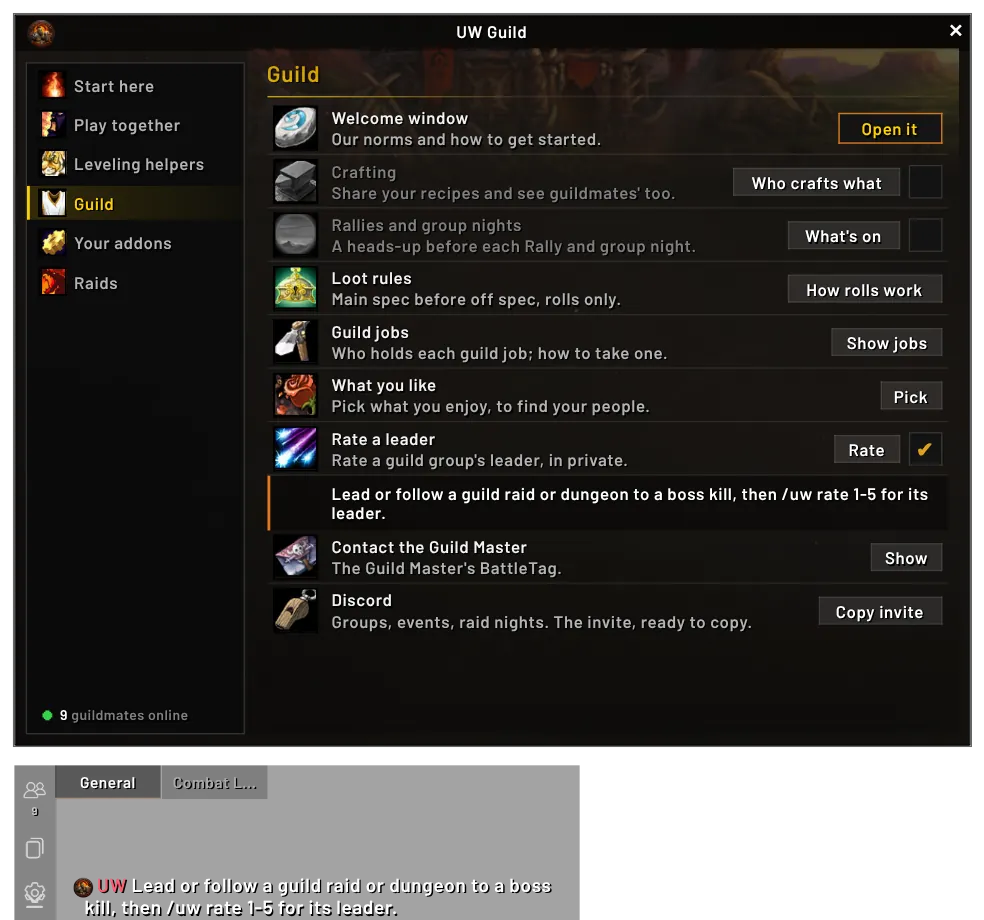 UW Guild
Start here
Play together
Leveling helpers
Guild
Your addons
Raids
9 guildmates online
Guild
Welcome window
Our norms and how to get started.
Open it
Crafting
Share your recipes and see guildmates' too.
Who crafts what
Rallies and group nights
A heads-up before each Rally and group night.
What's on
Loot rules
Main spec before off spec, rolls only.
How rolls work
Guild jobs
Who holds each guild job; how to take one.
Show jobs
What you like
Pick what you enjoy, to find your people.
Pick
Rate a leader
Rate a guild group's leader, in private.
Rate
Lead or follow a guild raid or dungeon to a boss kill, then /uw rate 1-5 for its
leader.
Contact the Guild Master
The Guild Master's BattleTag.
Show
Discord
Groups, events, raid nights. The invite, ready to copy.
Copy invite
General
Combat L...
9
UW Lead or follow a guild raid or dungeon to a boss
kill, then /uw rate 1-5 for its leader.